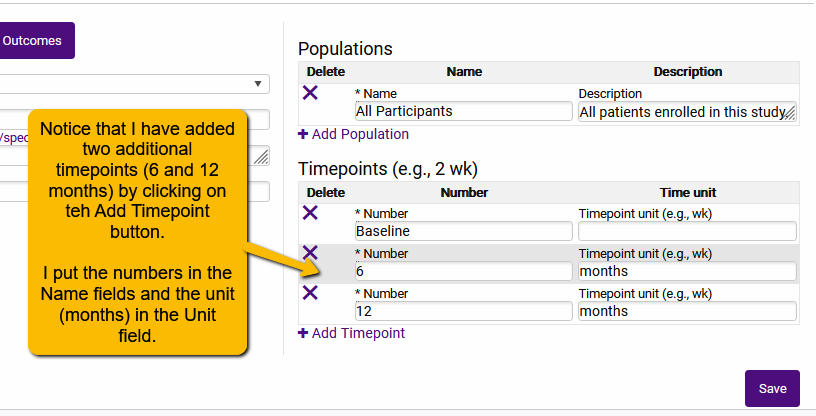 Outcomes
/spec
Notice that I have added
two additional
timepoints (6 and 12
months) by clicking on
teh Add Timepoint
button.
I put the numbers in the
Name fields and the unit
(months) in the Unit
field.
Populations
Delete Name Description
* Name Description
All Participants All patients enrolled in this study.
+ Add Population
Timepoints (e.g., 2 wk)
Delete Number Time unit
* Number Timepoint unit (e.g., wk)
Baseline
* Number Timepoint unit (e.g., wk)
6 months
* Number Timepoint unit (e.g., wk)
12 months
+ Add Timepoint
Save